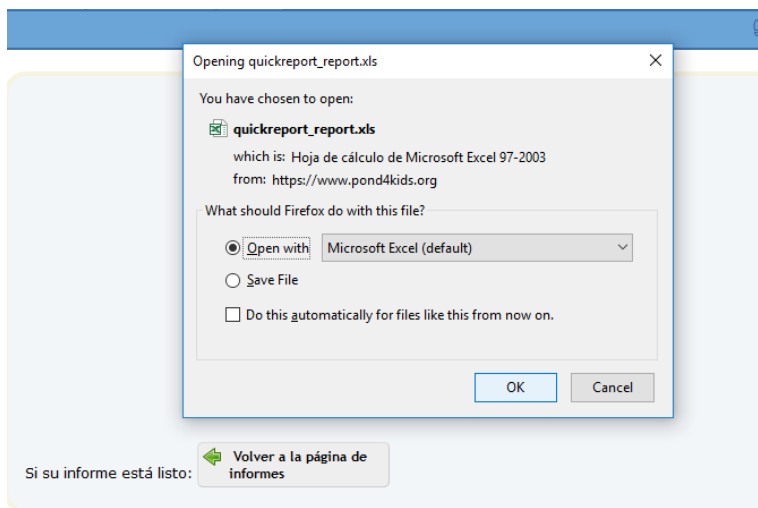 Opening quickreport_report.xls
You have chosen to open:
quickreport_report.xls
which is: Hoja de cálculo de Microsoft Excel 97-2003
from: https://www.pond4kids.org
What should Firefox do with this file?
Open with Microsoft Excel (default)
Save File
Do this automatically for files like this from now on.
OK Cancel
Si su informe está listo:
Volver a la página de
informes